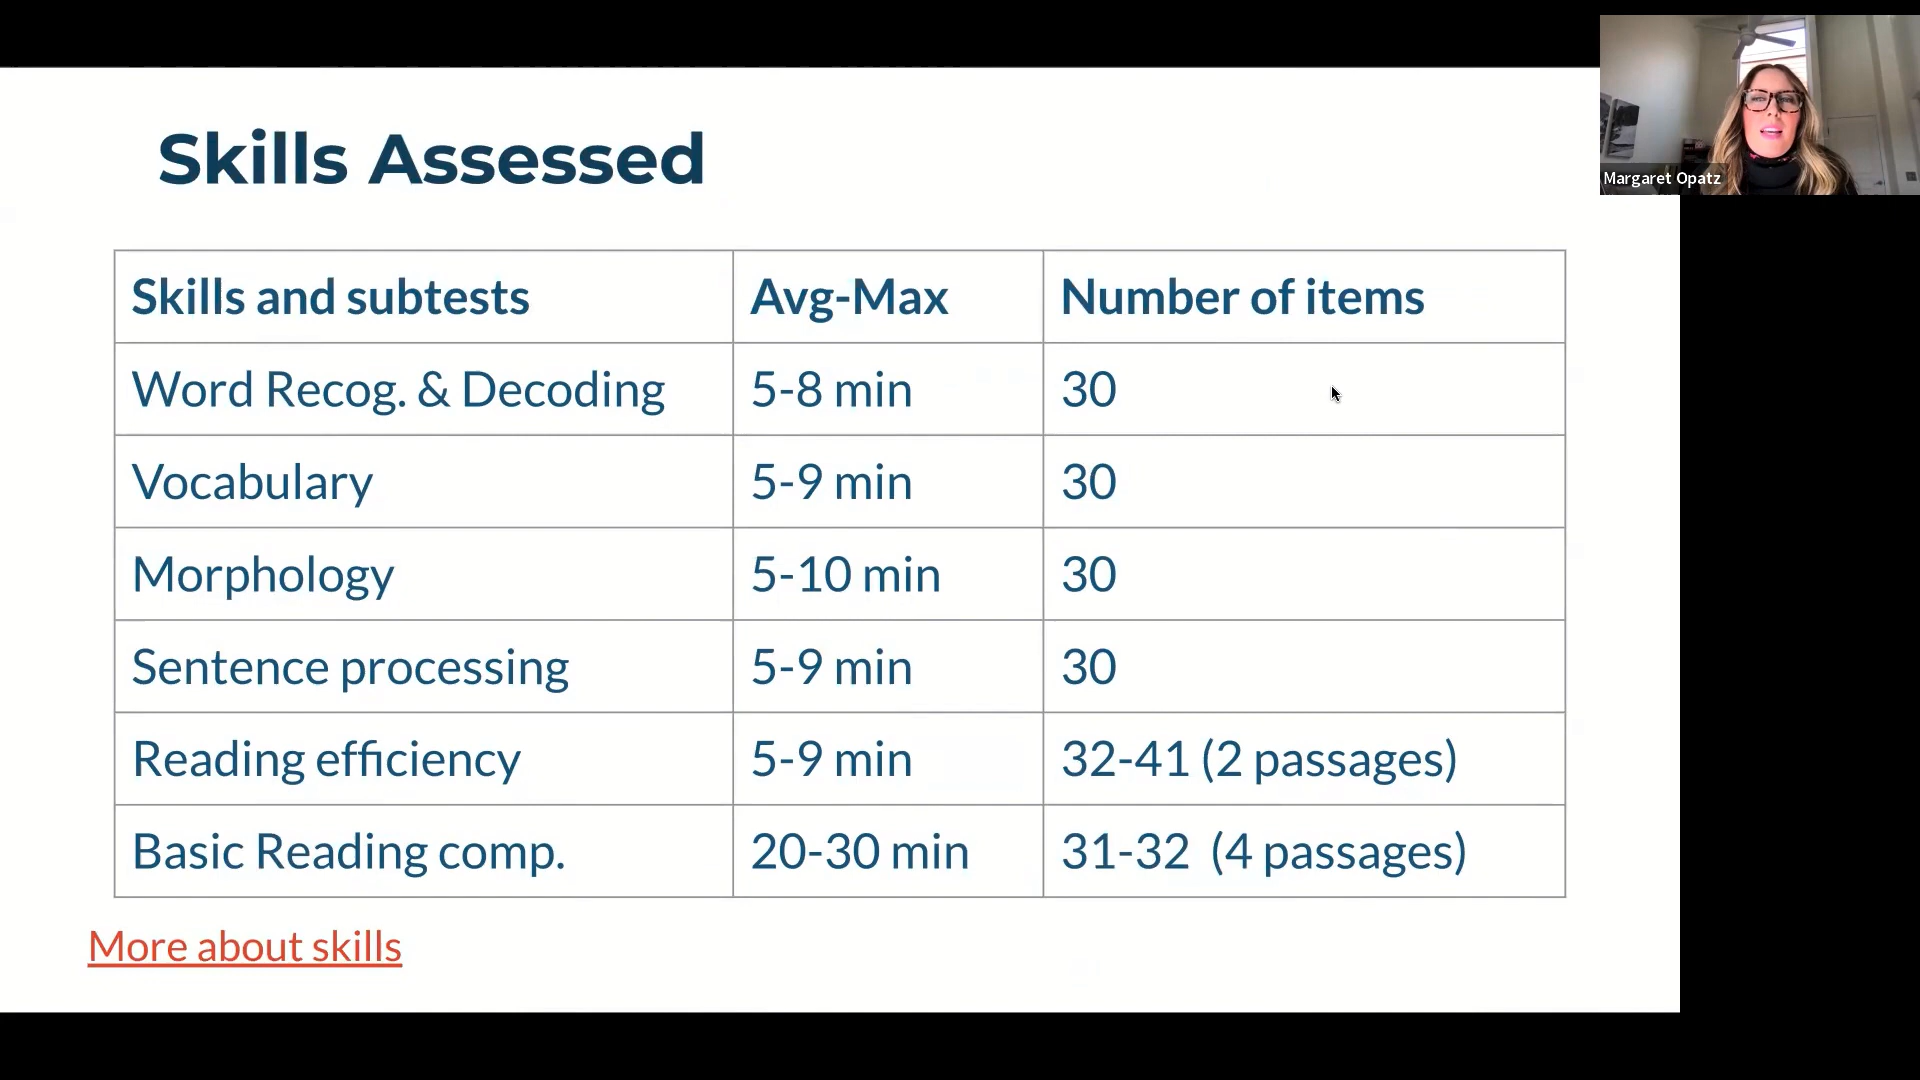 Skills Assessed
Margaret Opatz
Skills and subtests Avg-Max Number of items
Word Recog. & Decoding 5-8 min 30
Vocabulary 5-9 min 30
Morphology 5-10 min 30
Sentence processing 5-9 min 30
Reading efficiency 5-9 min 32-41 (2 passages)
Basic Reading comp. 20-30 min 31-32 (4 passages)
More about skills